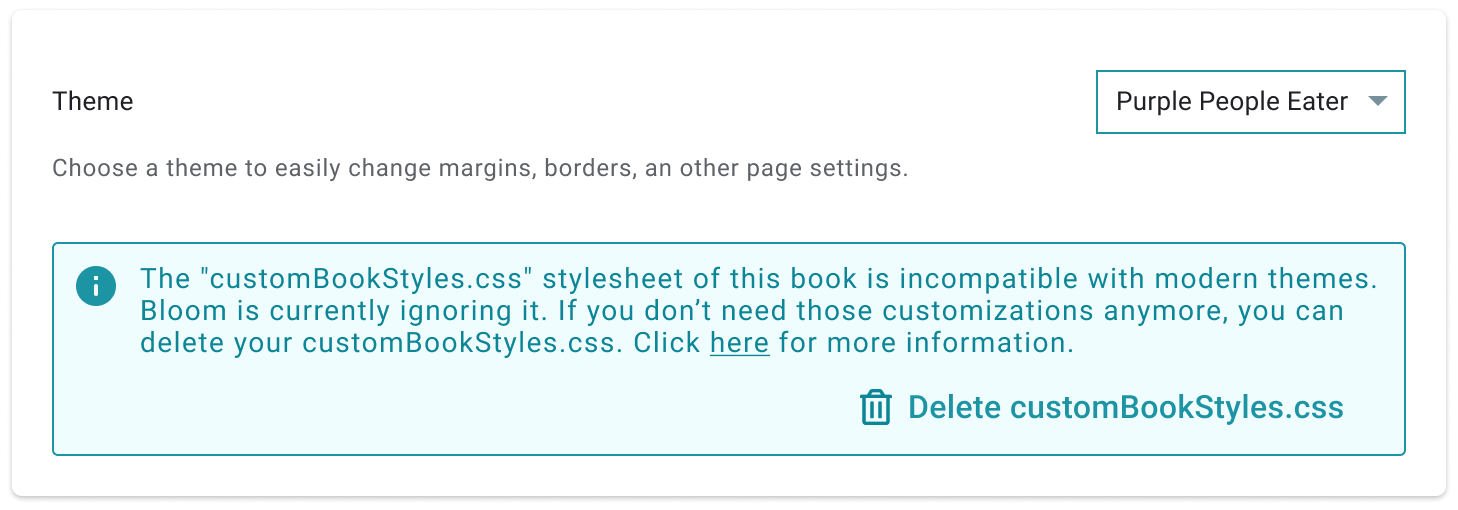 Theme
Purple People Eater
Choose a theme to easily change margins, borders, an other page settings.
The "customBookStyles.css" stylesheet of this book is incompatible with modern themes.
Bloom is currently ignoring it. If you don’t need those customizations anymore, you can
delete your customBookStyles.css. Click here for more information.
Delete customBookStyles.css